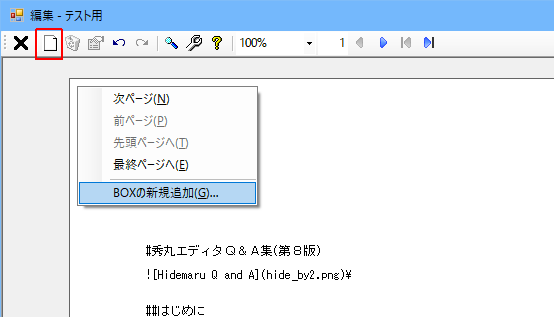 編集 - テスト用
100%
1
次ページ(N)
前ページ(P)
先頭ページへ(T)
最終ページへ(E)
BOXの新規追加(G)...
#秀丸エディタQ&A集(第８版)
![Hidemaru Q and A](hide_by2.png)\
##はじめに